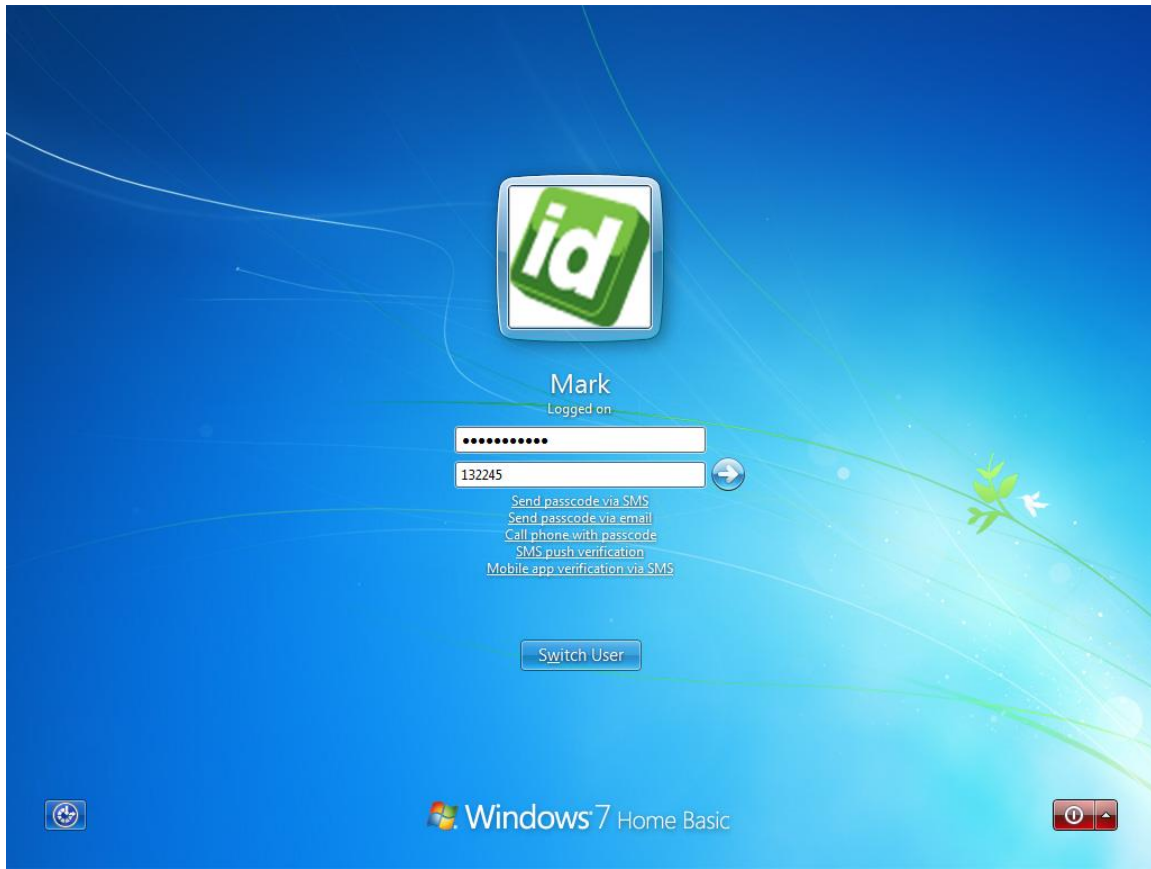 id
Mark
Logged on
•••••••••••
132245
Send passcode via SMS
Send passcode via email
Call phone with passcode
SMS push verification
Mobile app verification via SMS
Switch User
Windows 7 Home Basic